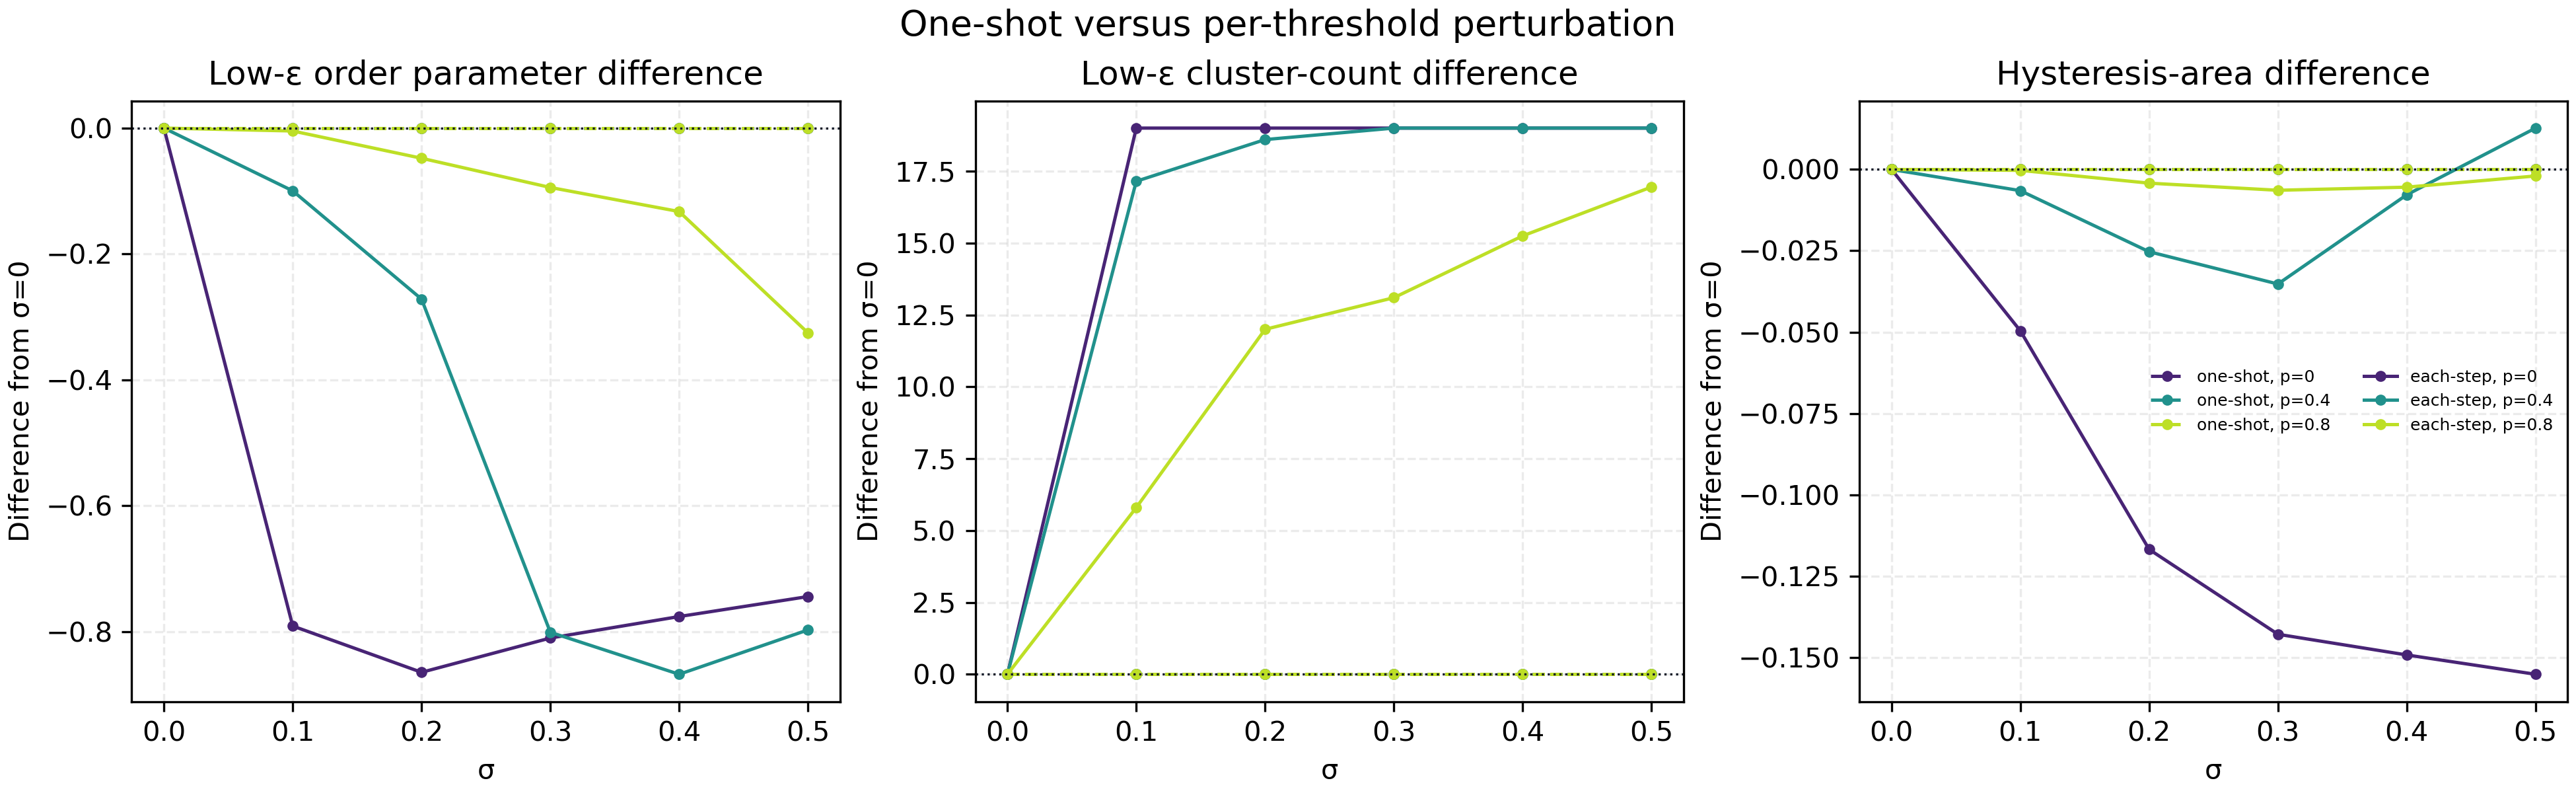 One-shot versus per-threshold perturbation
Low-ε order parameter difference
Difference from σ=0
0.0
−0.2
−0.4
−0.6
−0.8
0.0 0.1 0.2 0.3 0.4 0.5
σ
Low-ε cluster-count difference
Difference from σ=0
17.5
15.0
12.5
10.0
7.5
5.0
2.5
0.0
0.0 0.1 0.2 0.3 0.4 0.5
σ
Hysteresis-area difference
Difference from σ=0
0.000
−0.025
−0.050
−0.075
−0.100
−0.125
−0.150
one-shot, p=0 each-step, p=0
one-shot, p=0.4 each-step, p=0.4
one-shot, p=0.8 each-step, p=0.8
0.0 0.1 0.2 0.3 0.4 0.5
σ